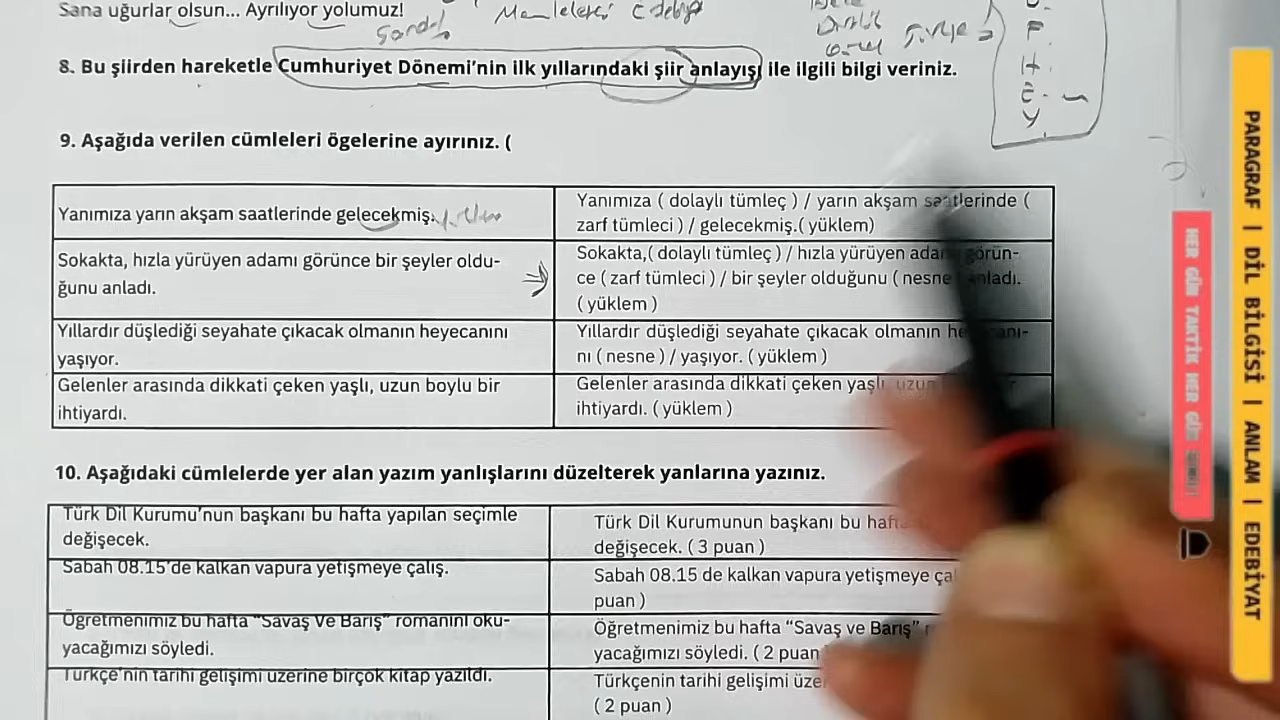 Sana uğurlar olsun... Ayrılıyor yolumuz!
8. Bu şiirden hareketle Cumhuriyet Dönemi'nin ilk yıllarındaki şiir anlayışı ile ilgili bilgi veriniz.
9. Aşağıda verilen cümleleri ögelerine ayırınız. (
Yanımıza yarın akşam saatlerinde gelecekmiş.
Yanımıza ( dolaylı tümleç ) / yarın akşam saatlerinde (
zarf tümleci ) / gelecekmiş.( yüklem)
Sokakta, hızla yürüyen adamı görünce bir şeyler oldu-
ğunu anladı.
Sokakta,( dolaylı tümleç ) / hızla yürüyen adamı görün-
ce ( zarf tümleci ) / bir şeyler olduğunu ( nesne anladı.
( yüklem )
Yıllardır düşlediği seyahate çıkacak olmanın heyecanını
yaşıyor.
Yıllardır düşlediği seyahate çıkacak olmanın heyecanı-
nı ( nesne ) / yaşıyor. ( yüklem )
Gelenler arasında dikkati çeken yaşlı, uzun boylu bir
ihtiyardı.
Gelenler arasında dikkati çeken yaşlı, uzun
ihtiyardı. ( yüklem )
10. Aşağıdaki cümlelerde yer alan yazım yanlışlarını düzelterek yanlarına yazınız.
Türk Dil Kurumu'nun başkanı bu hafta yapılan seçimle
değişecek.
Türk Dil Kurumunun başkanı bu hafta
değişecek. ( 3 puan )
Sabah 08.15'de kalkan vapura yetişmeye çalış.
Sabah 08.15 de kalkan vapura yetişmeye
puan )
Öğretmenimiz bu hafta "Savaş Ve Barış" romanını oku-
yacağımızı söyledi.
Öğretmenimiz bu hafta "Savaş ve Barış"
yacağımızı söyledi. ( 2 puan
Türkçe'nin tarihi gelişimi üzerine birçok kitap yazıldı.
Türkçenin tarihi gelişimi
( 2 puan )
PARAGRAF | DİL BİLGİSİ | ANLAM | EDEBİYAT
HER GÜN TAKTİK HER GÜN